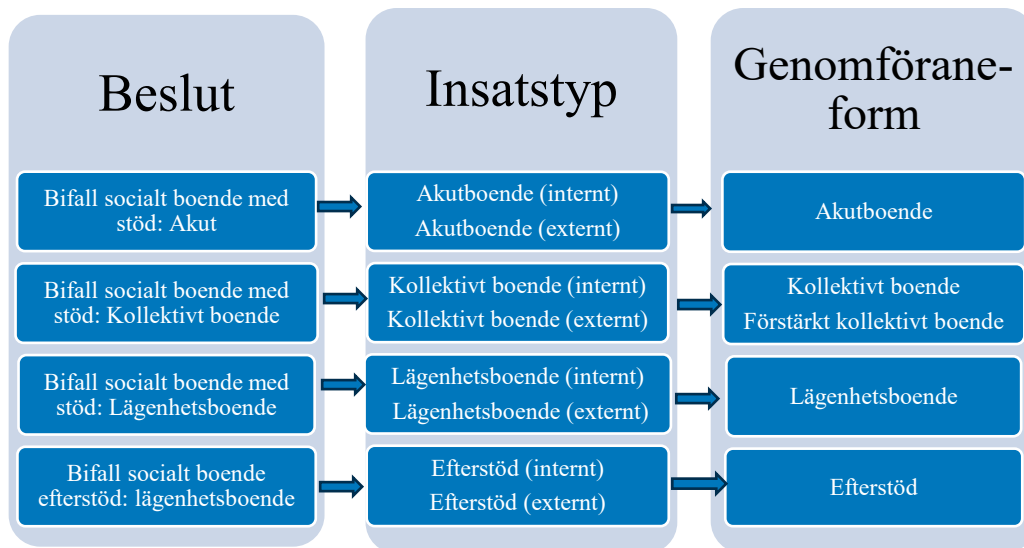 Beslut
Insatstyp
Genomförane-
form
Bifall socialt boende med
stöd: Akut
Akutboende (internt)
Akutboende (externt)
Akutboende
Bifall socialt boende med
stöd: Kollektivt boende
Kollektivt boende (internt)
Kollektivt boende (externt)
Kollektivt boende
Förstärkt kollektivt boende
Bifall socialt boende med
stöd: Lägenhetsboende
Lägenhetsboende (internt)
Lägenhetsboende (externt)
Lägenhetsboende
Bifall socialt boende
efterstöd: lägenhetsboende
Efterstöd (internt)
Efterstöd (externt)
Efterstöd